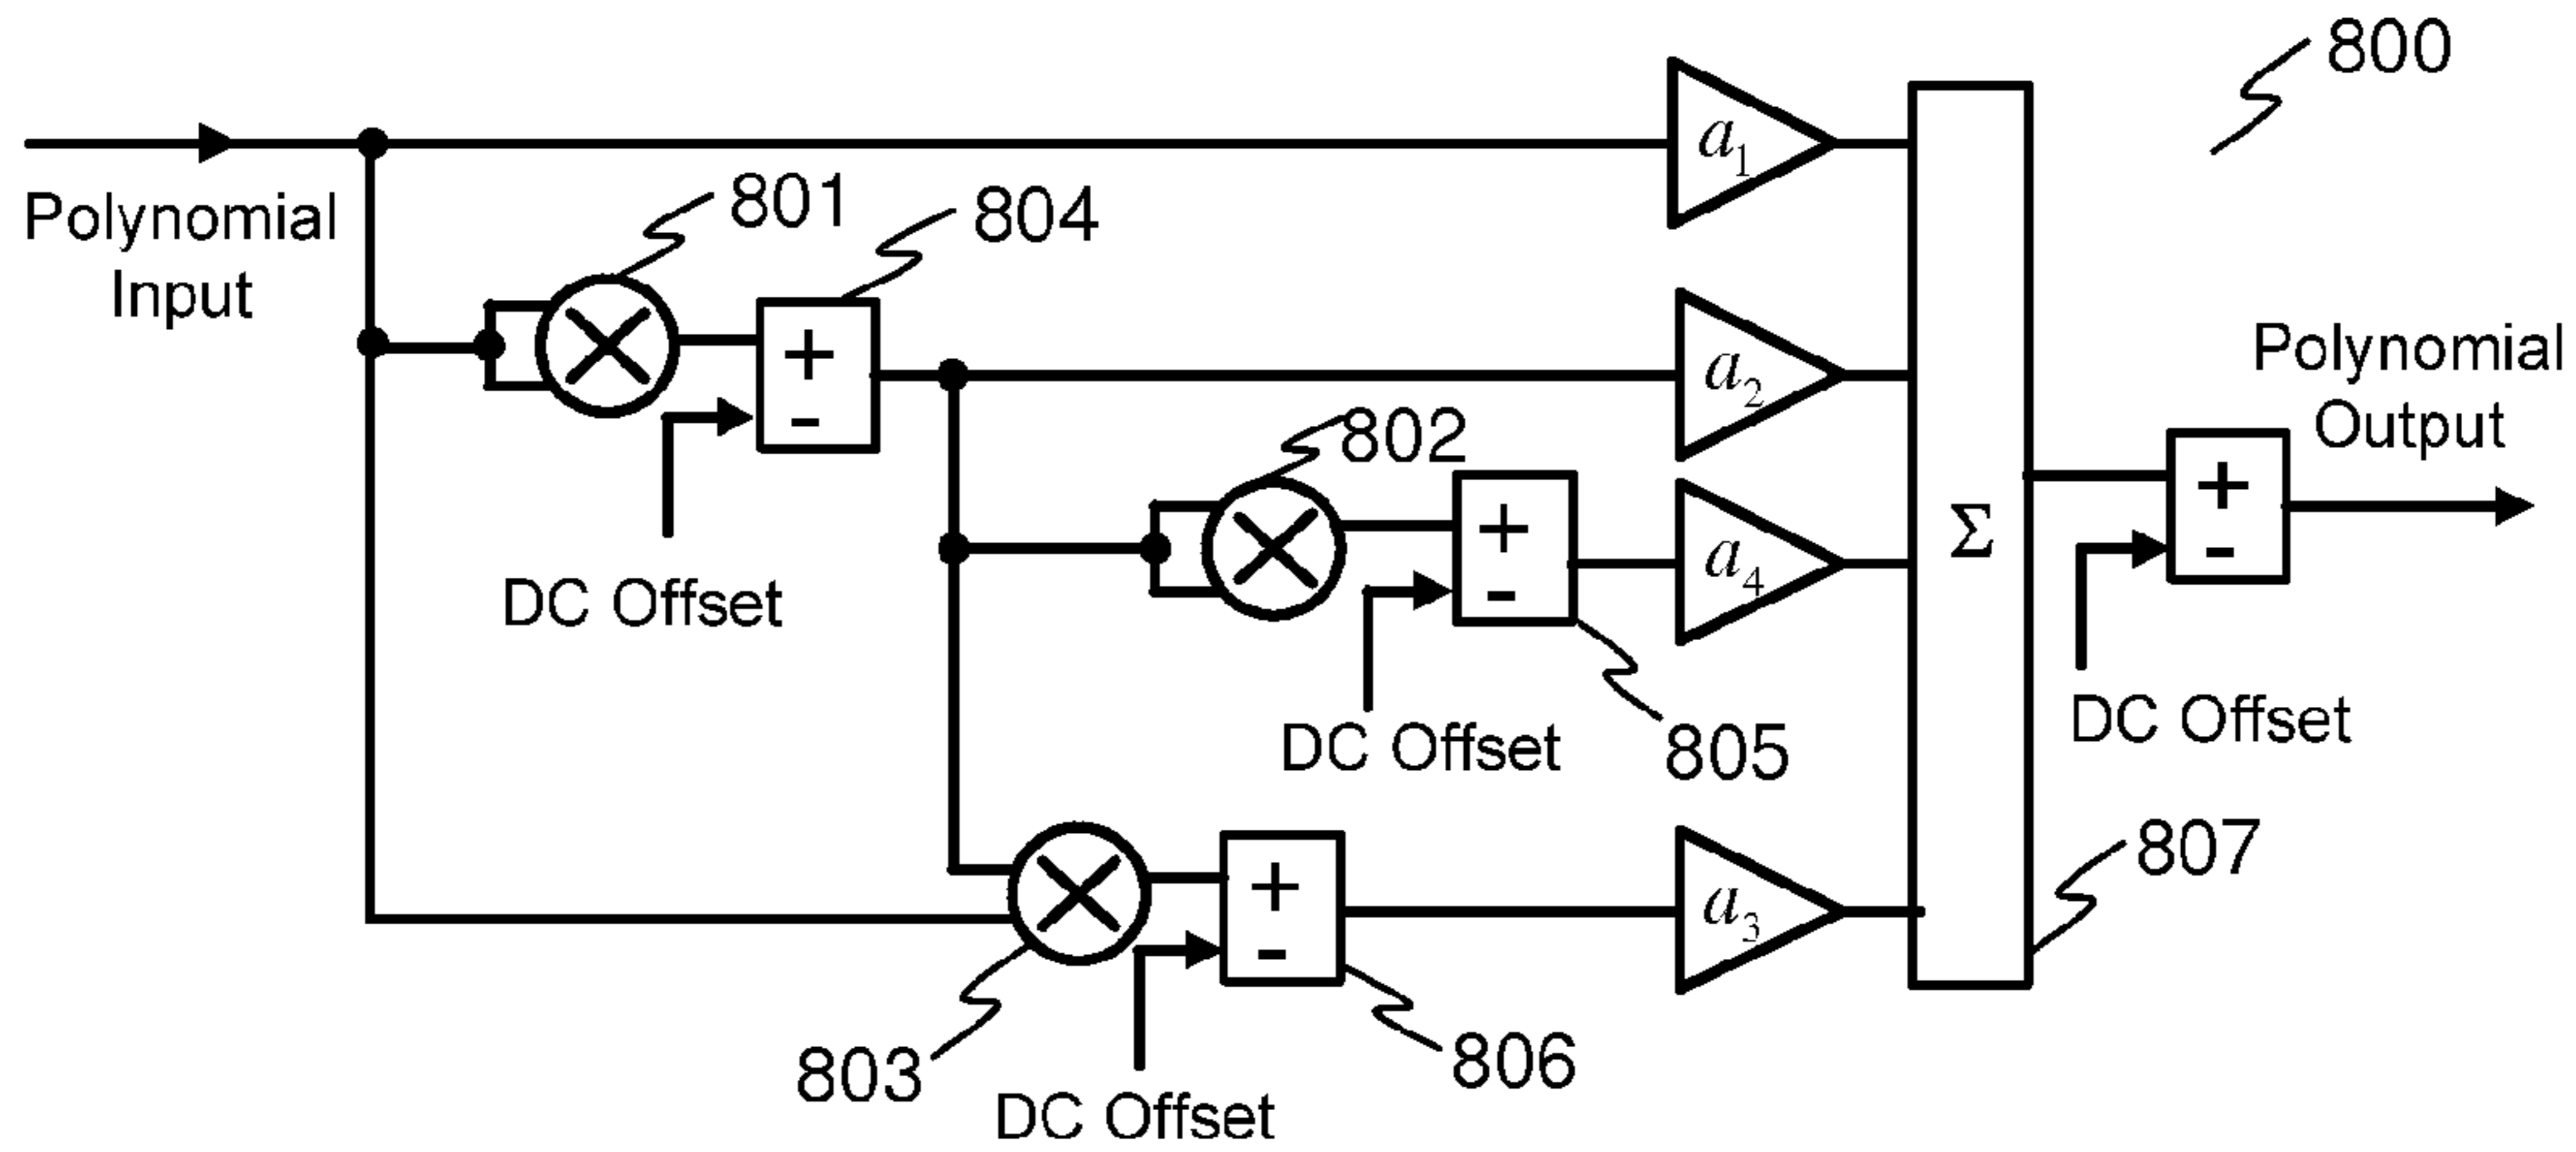 800
a1
801
804
Polynomial
Input
+
-
a2
Polynomial
Output
802
+
-
a4
+
-
Σ
DC Offset
DC Offset
805
DC Offset
807
+
-
a3
803
806
DC Offset